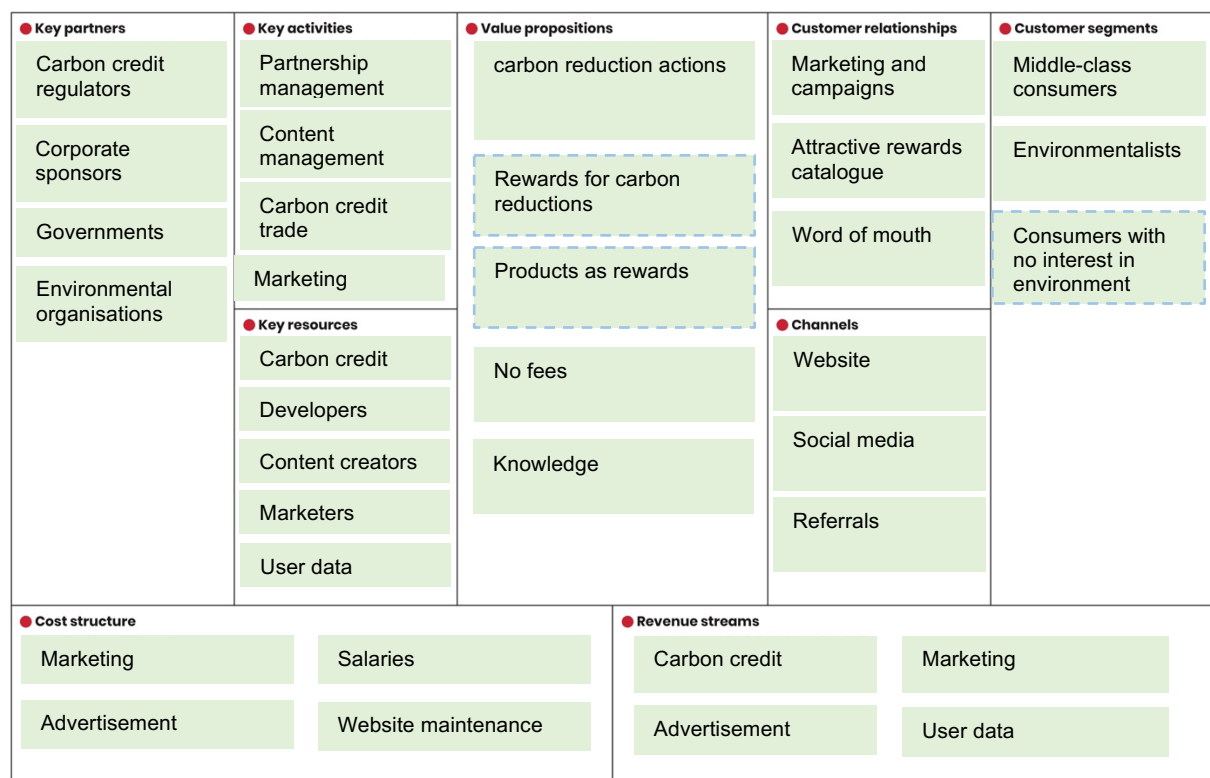 Key partners
Carbon credit
regulators
Corporate
sponsors
Governments
Environmental
organisations
Key activities
Partnership
management
Content
management
Carbon credit
trade
Marketing
Key resources
Carbon credit
Developers
Content creators
Marketers
User data
Value propositions
carbon reduction actions
Rewards for carbon
reductions
Products as rewards
No fees
Knowledge
Customer relationships
Marketing and
campaigns
Attractive rewards
catalogue
Word of mouth
Channels
Website
Social media
Referrals
Customer segments
Middle-class
consumers
Environmentalists
Consumers with
no interest in
environment
Cost structure
Marketing
Salaries
Advertisement
Website maintenance
Revenue streams
Carbon credit
Marketing
Advertisement
User data